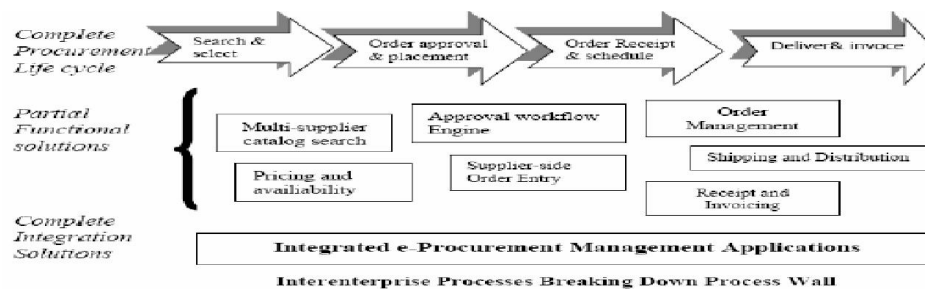 Complete
Procurement
Life cycle
Search &
select
Order approval
& placement
Order Receipt
& schedule
Deliver& invoce
Partial
Functional
solutions
Multi-supplier
catalog search
Pricing and
availiability
Approval workflow
Engine
Supplier-side
Order Entry
Order
Management
Shipping and Distribution
Receipt and
Invoicing
Complete
Integration
Solutions
Integrated e-Procurement Management Applications
Interenterprise Processes Breaking Down Process Wall